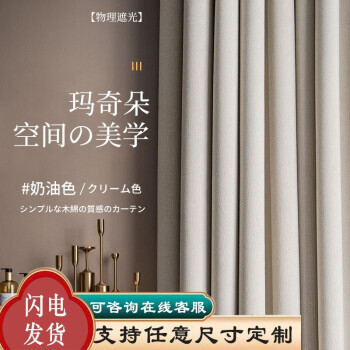 【物理遮光】
玛奇朵
空间の美学
#奶油色 / クリーム色
シンプルな木綿の質感のカーテン
闪电
发货
可咨询在线客服
支持任意尺寸定制